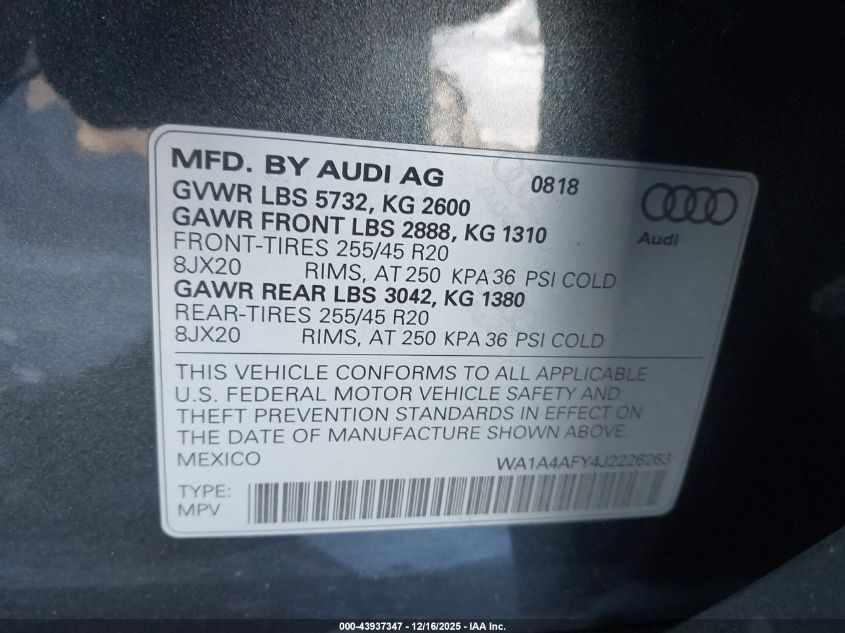 MFD. BY AUDI AG 0818
GVWR LBS 5732, KG 2600
GAWR FRONT LBS 2888, KG 1310
Audi
FRONT-TIRES 255/45 R20
8JX20 RIMS, AT 250 KPA 36 PSI COLD
GAWR REAR LBS 3042, KG 1380
REAR-TIRES 255/45 R20
8JX20 RIMS, AT 250 KPA 36 PSI COLD
THIS VEHICLE CONFORMS TO ALL APPLICABLE
U.S. FEDERAL MOTOR VEHICLE SAFETY AND
THEFT PREVENTION STANDARDS IN EFFECT ON
THE DATE OF MANUFACTURE SHOWN ABOVE.
MEXICO WA1A4AFY4J2226263
TYPE:
MPV
000-43937347 - 12/16/2025 - IAA Inc.